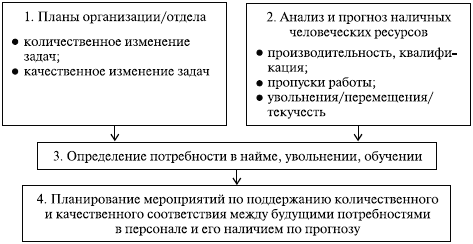 1. Планы организации/отдела
● количественное изменение
задач;
● качественное изменение задач
2. Анализ и прогноз наличных
человеческих ресурсов
● производительность, квалифи-
кация;
● пропуски работы;
● увольнения/перемещения/
текучесть
3. Определение потребности в найме, увольнении, обучении
4. Планирование мероприятий по поддержанию количественного
и качественного соответствия между будущими потребностями
в персонале и его наличием по прогнозу